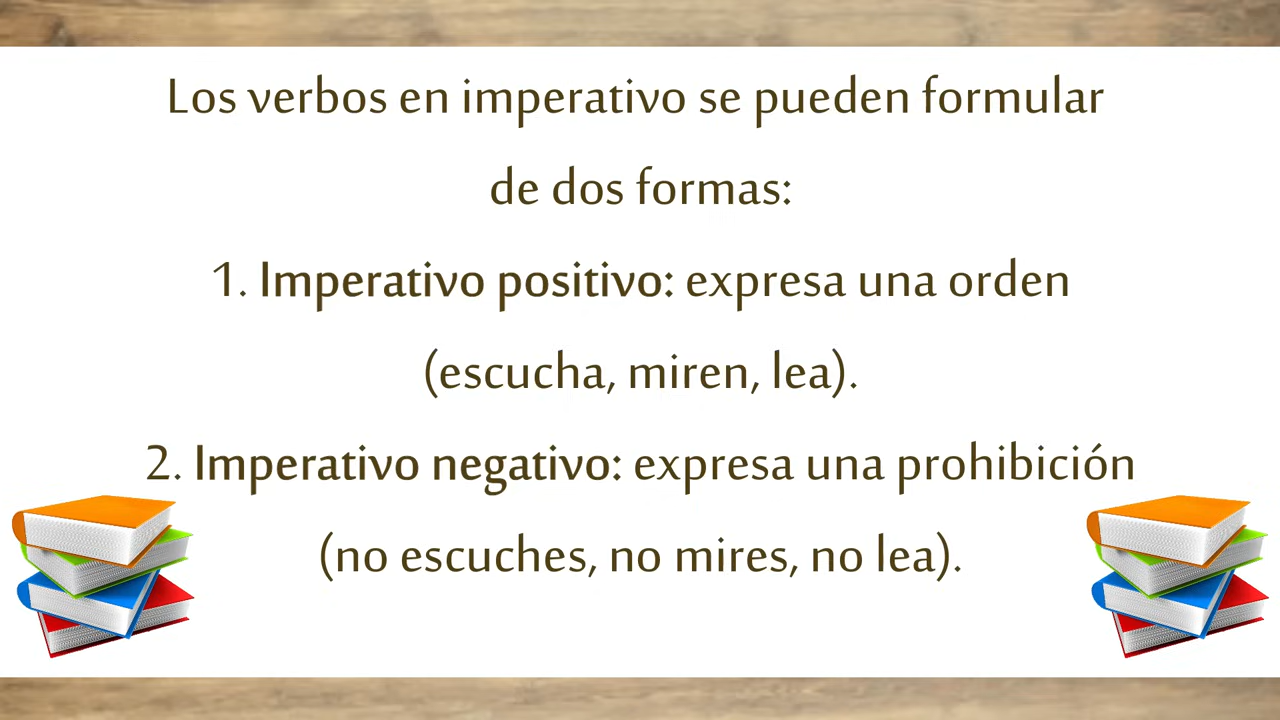 Los verbos en imperativo se pueden formular
de dos formas:
1. Imperativo positivo: expresa una orden
(escucha, miren, lea).
2. Imperativo negativo: expresa una prohibición
(no escuches, no mires, no lea).